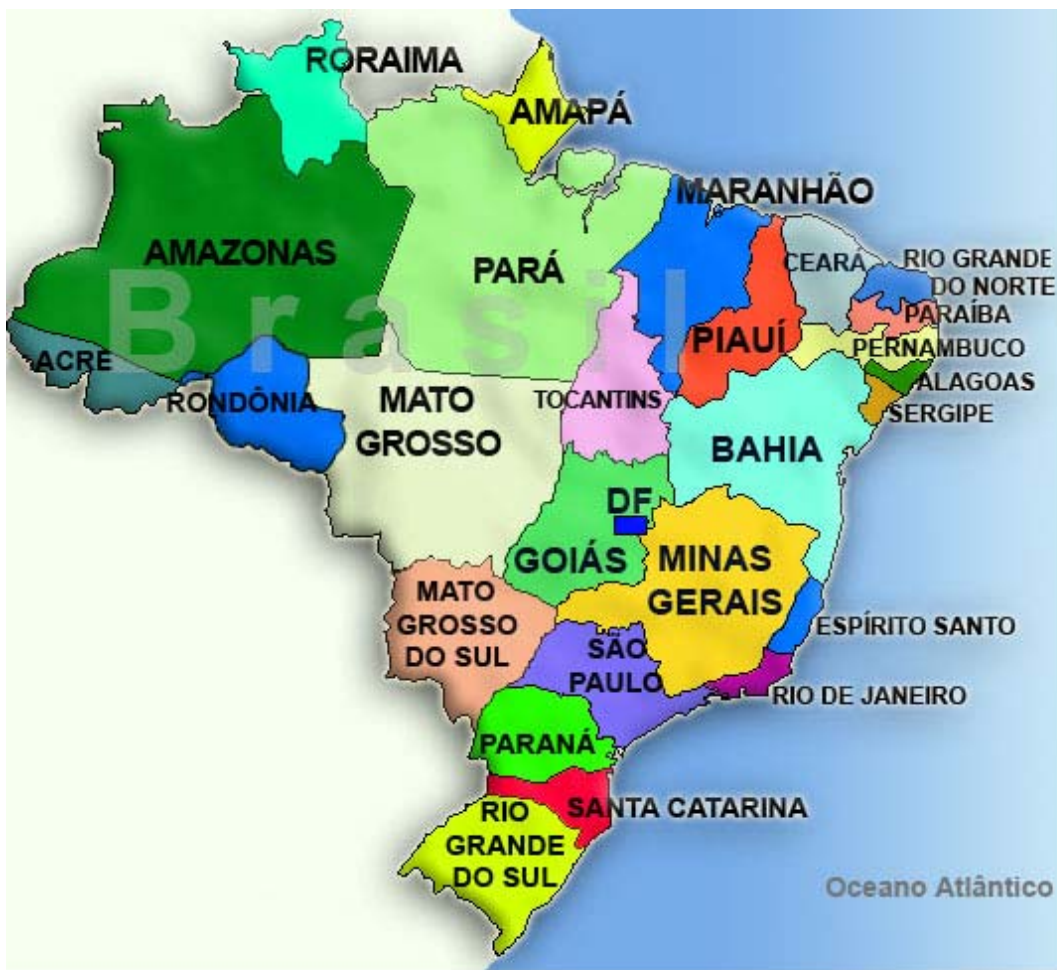 RORAIMA
AMAPÁ
MARANHÃO
AMAZONAS
PARÁ
CEARÁ
RIO GRANDE
DO NORTE
PARAÍBA
Brasil
PIAUÍ
PERNAMBUCO
ACRE
ALAGOAS
RONDÔNIA
MATO
GROSSO
TOCANTINS
SERGIPE
BAHIA
DF
GOIÁS
MINAS
GERAIS
MATO
GROSSO
DO SUL
ESPÍRITO SANTO
SÃO
PAULO
RIO DE JANEIRO
PARANÁ
SANTA CATARINA
RIO
GRANDE
DO SUL
Oceano Atlântico